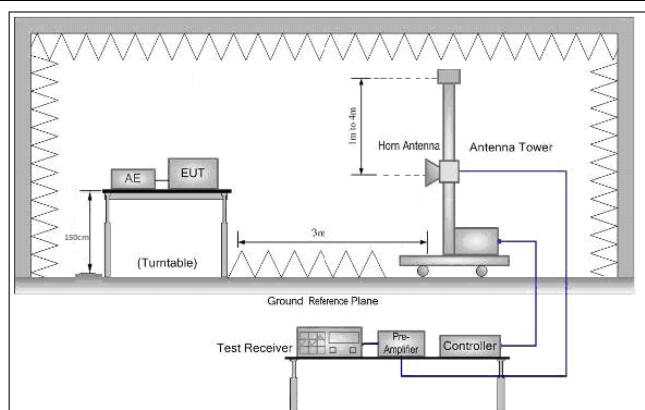 1m to 4m
Horn Antenna
Antenna Tower
AE
EUT
150cm
3m
(Turntable)
Ground Reference Plane
Test Receiver
Pre-
Amplifier
Controller